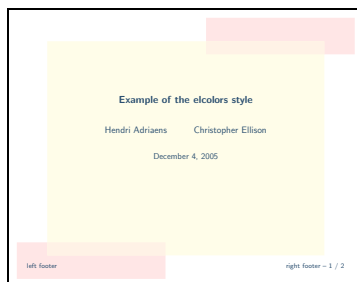 Example of the elcolors style
Hendri Adriaens Christopher Ellison
December 4, 2005
left footer right footer – 1 / 2